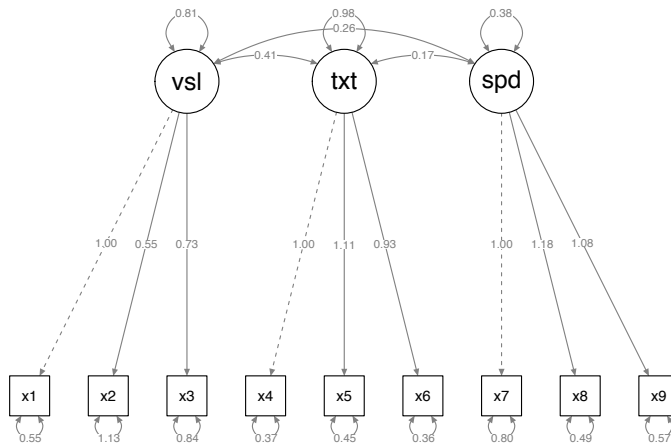 0.81 0.98 0.38
0.26
0.41 0.17
vsl txt spd
1.00 0.55 0.73 1.00 1.11 0.93 1.00 1.18 1.08
x1 x2 x3 x4 x5 x6 x7 x8 x9
0.55 1.13 0.84 0.37 0.45 0.36 0.80 0.49 0.57